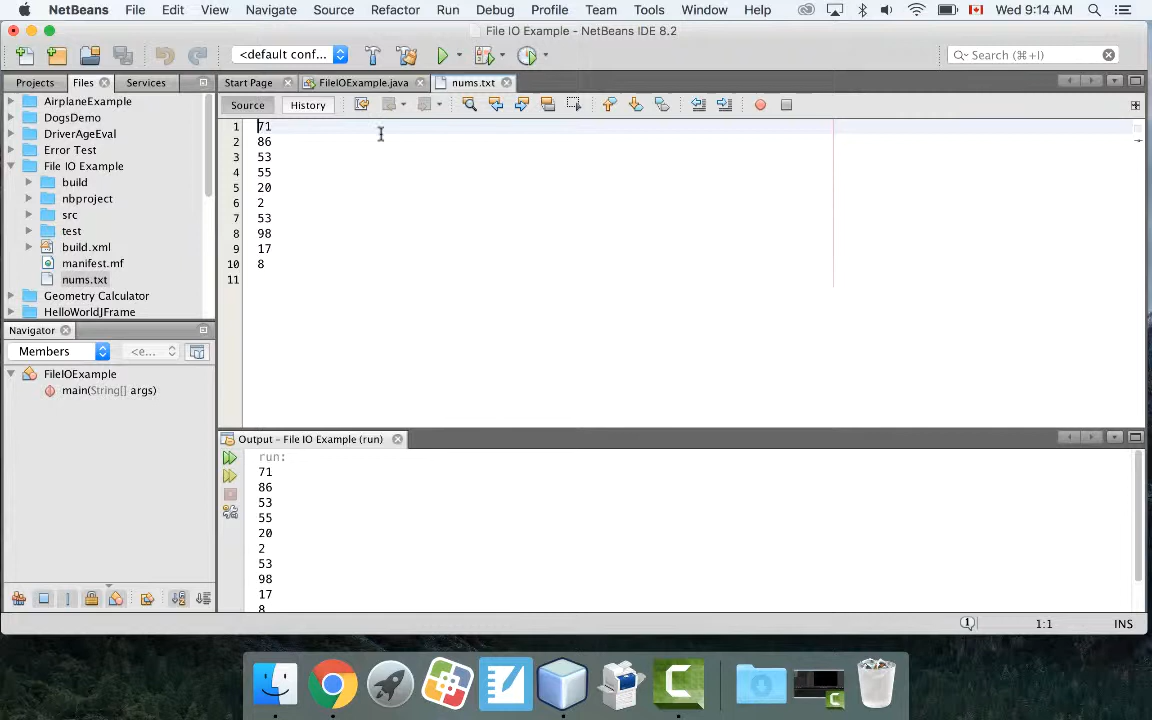 NetBeans File Edit View Navigate Source Refactor Run Debug Profile Team Tools Window Help Wed 9:14 AM
File IO Example - NetBeans IDE 8.2
<default conf... Search (⌘+I)
Projects Files Services Start Page FileIOExample.java nums.txt
Source History
AirplaneExample
DogsDemo
DriverAgeEval
Error Test
File IO Example
build
nbproject
src
test
build.xml
manifest.mf
nums.txt
Geometry Calculator
HelloWorldJFrame
1 71
2 86
3 53
4 55
5 20
6 2
7 53
8 98
9 17
10 8
11
Navigator
Members <e...
FileIOExample
main(String[] args)
Output - File IO Example (run)
run:
71
86
53
55
20
2
53
98
17
8
1 1:1 INS